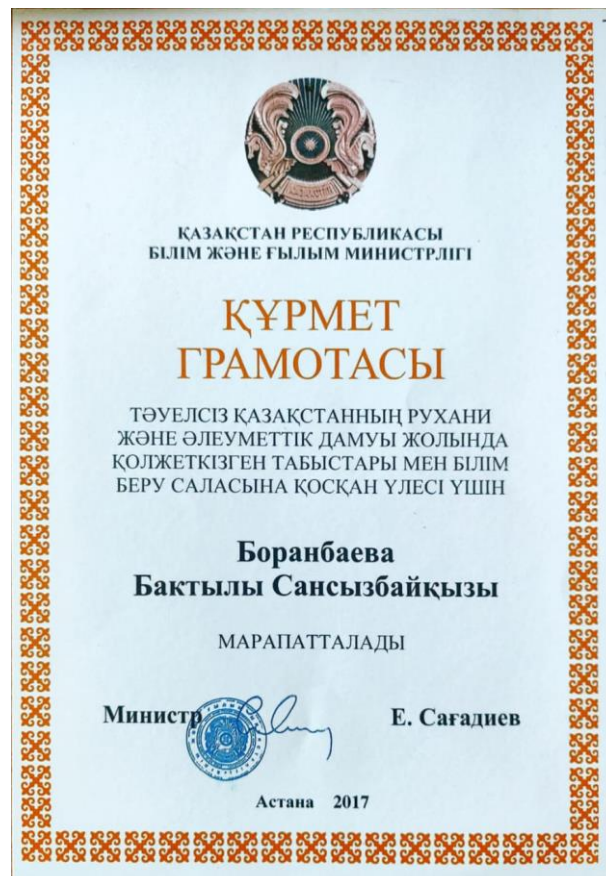 ҚАЗАҚСТАН РЕСПУБЛИКАСЫ
БІЛІМ ЖӘНЕ ҒЫЛЫМ МИНИСТРЛІГІ
ҚҰРМЕТ
ГРАМОТАСЫ
ТӘУЕЛСІЗ ҚАЗАҚСТАННЫҢ РУХАНИ
ЖӘНЕ ӘЛЕУМЕТТІК ДАМУЫ ЖОЛЫНДА
ҚОЛЖЕТКІЗГЕН ТАБЫСТАРЫ МЕН БІЛІМ
БЕРУ САЛАСЫНА ҚОСҚАН ҮЛЕСІ ҮШІН
Боранбаева
Бактылы Сансызбайқызы
МАРАПАТТАЛАДЫ
Министр Е. Сағадиев
Астана 2017